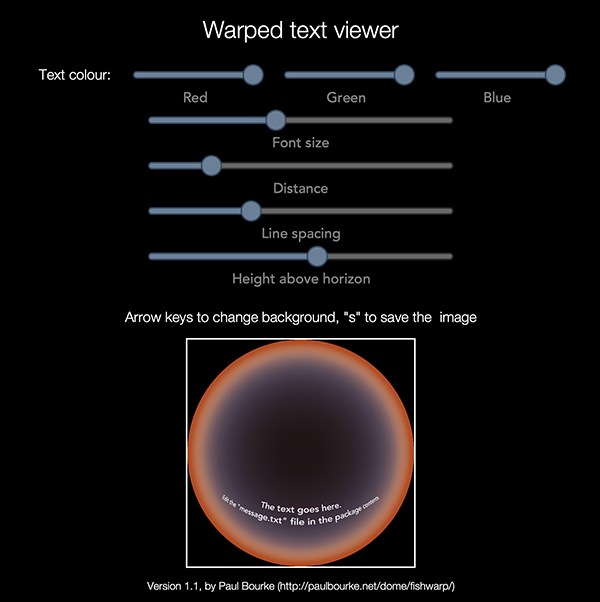 Warped text viewer
Text colour:
Red Green Blue
Font size
Distance
Line spacing
Height above horizon
Arrow keys to change background, "s" to save the image
The text goes here.
Edit the "message.txt" file in the package contents
Version 1.1, by Paul Bourke (http://paulbourke.net/dome/fishwarp/)